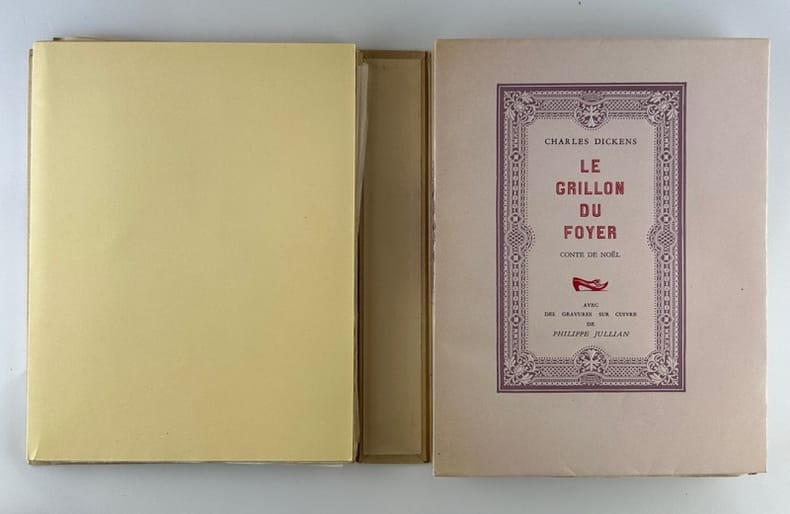 CHARLES DICKENS
LE
GRILLON
DU
FOYER
CONTE DE NOËL
AVEC
DES GRAVURES SUR CUIVRE
DE
PHILIPPE JULLIAN